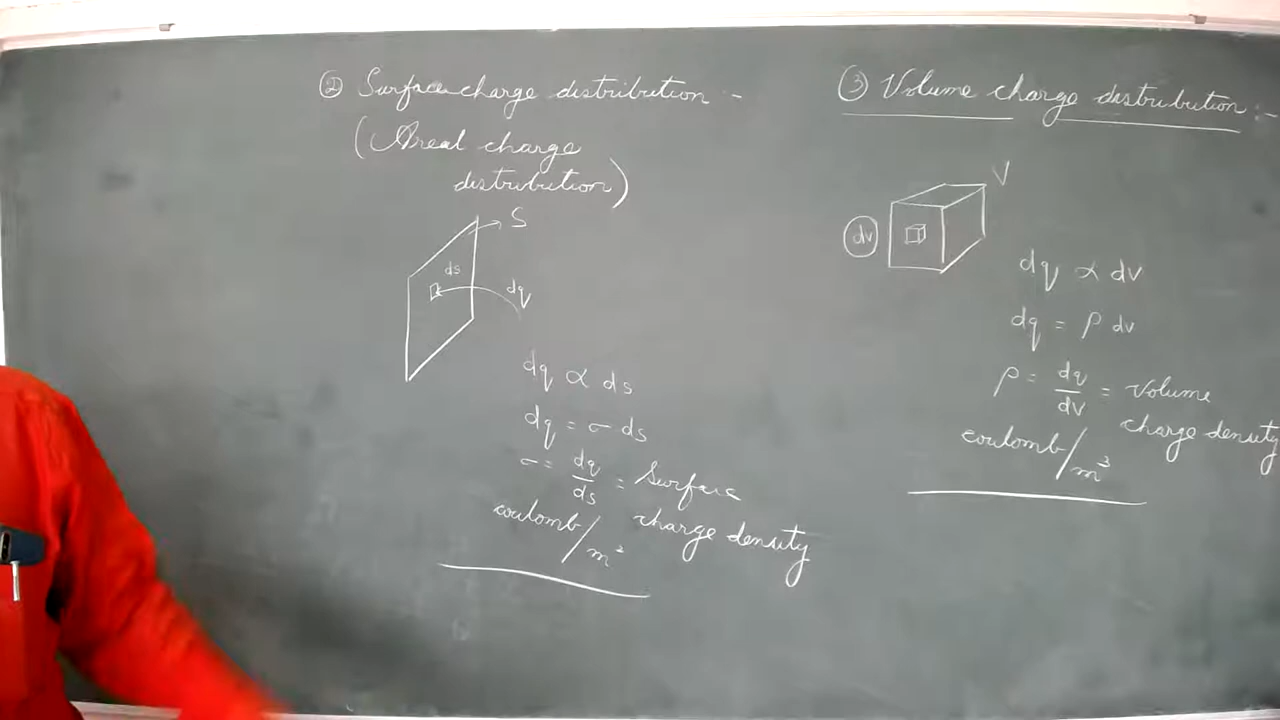 ② Surface charge distribution :-
(Areal charge
distribution)
S
ds
dq
dq ∝ ds
dq = σ ds
σ = dq/ds = Surface
charge density
coulomb/m²
③ Volume charge distribution :-
V
dv
dq ∝ dv
dq = ρ dv
ρ = dq/dv = Volume
charge density
coulomb/m³